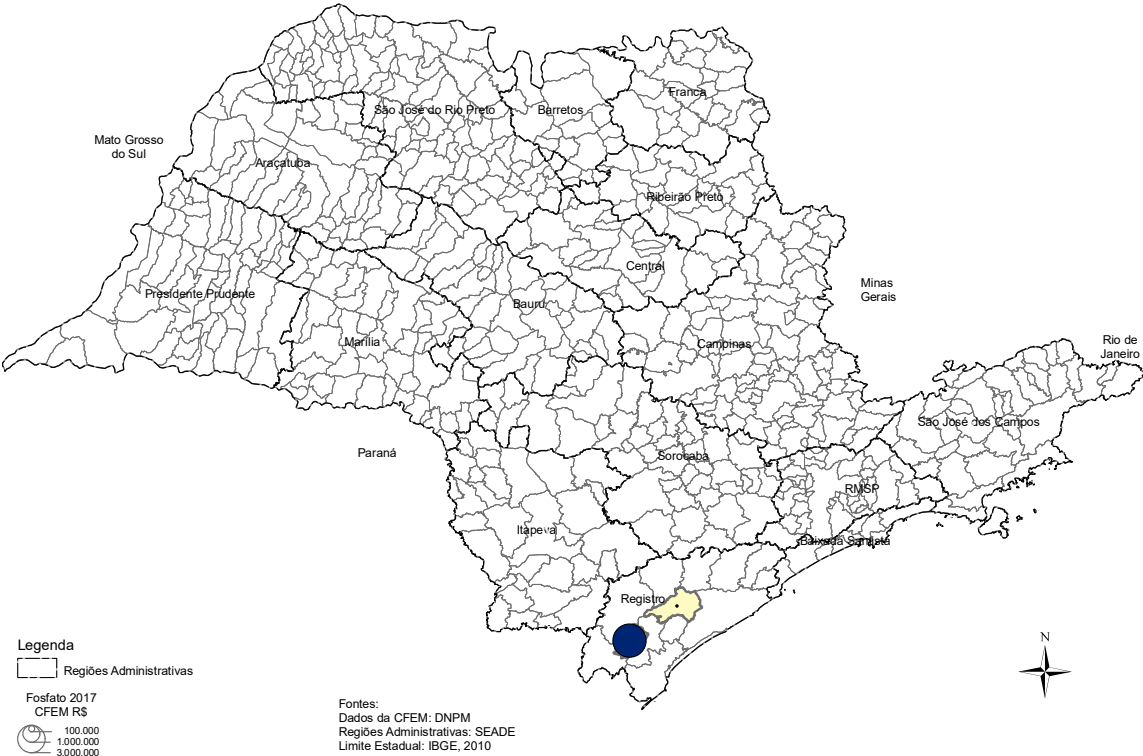 Franca
São José do Rio Preto
Barretos
Mato Grosso
do Sul
Araçatuba
Ribeirão Preto
Central
Minas
Gerais
Presidente Prudente
Bauru
Marília
Campinas
Rio de
Janeiro
São José dos Campos
Paraná
Sorocaba
RMSP
Itapeva
Baixada Santista
Registro
Legenda
Regiões Administrativas
Fosfato 2017
CFEM R$
100.000
1.000.000
3.000.000
Fontes:
Dados da CFEM: DNPM
Regiões Administrativas: SEADE
Limite Estadual: IBGE, 2010
N